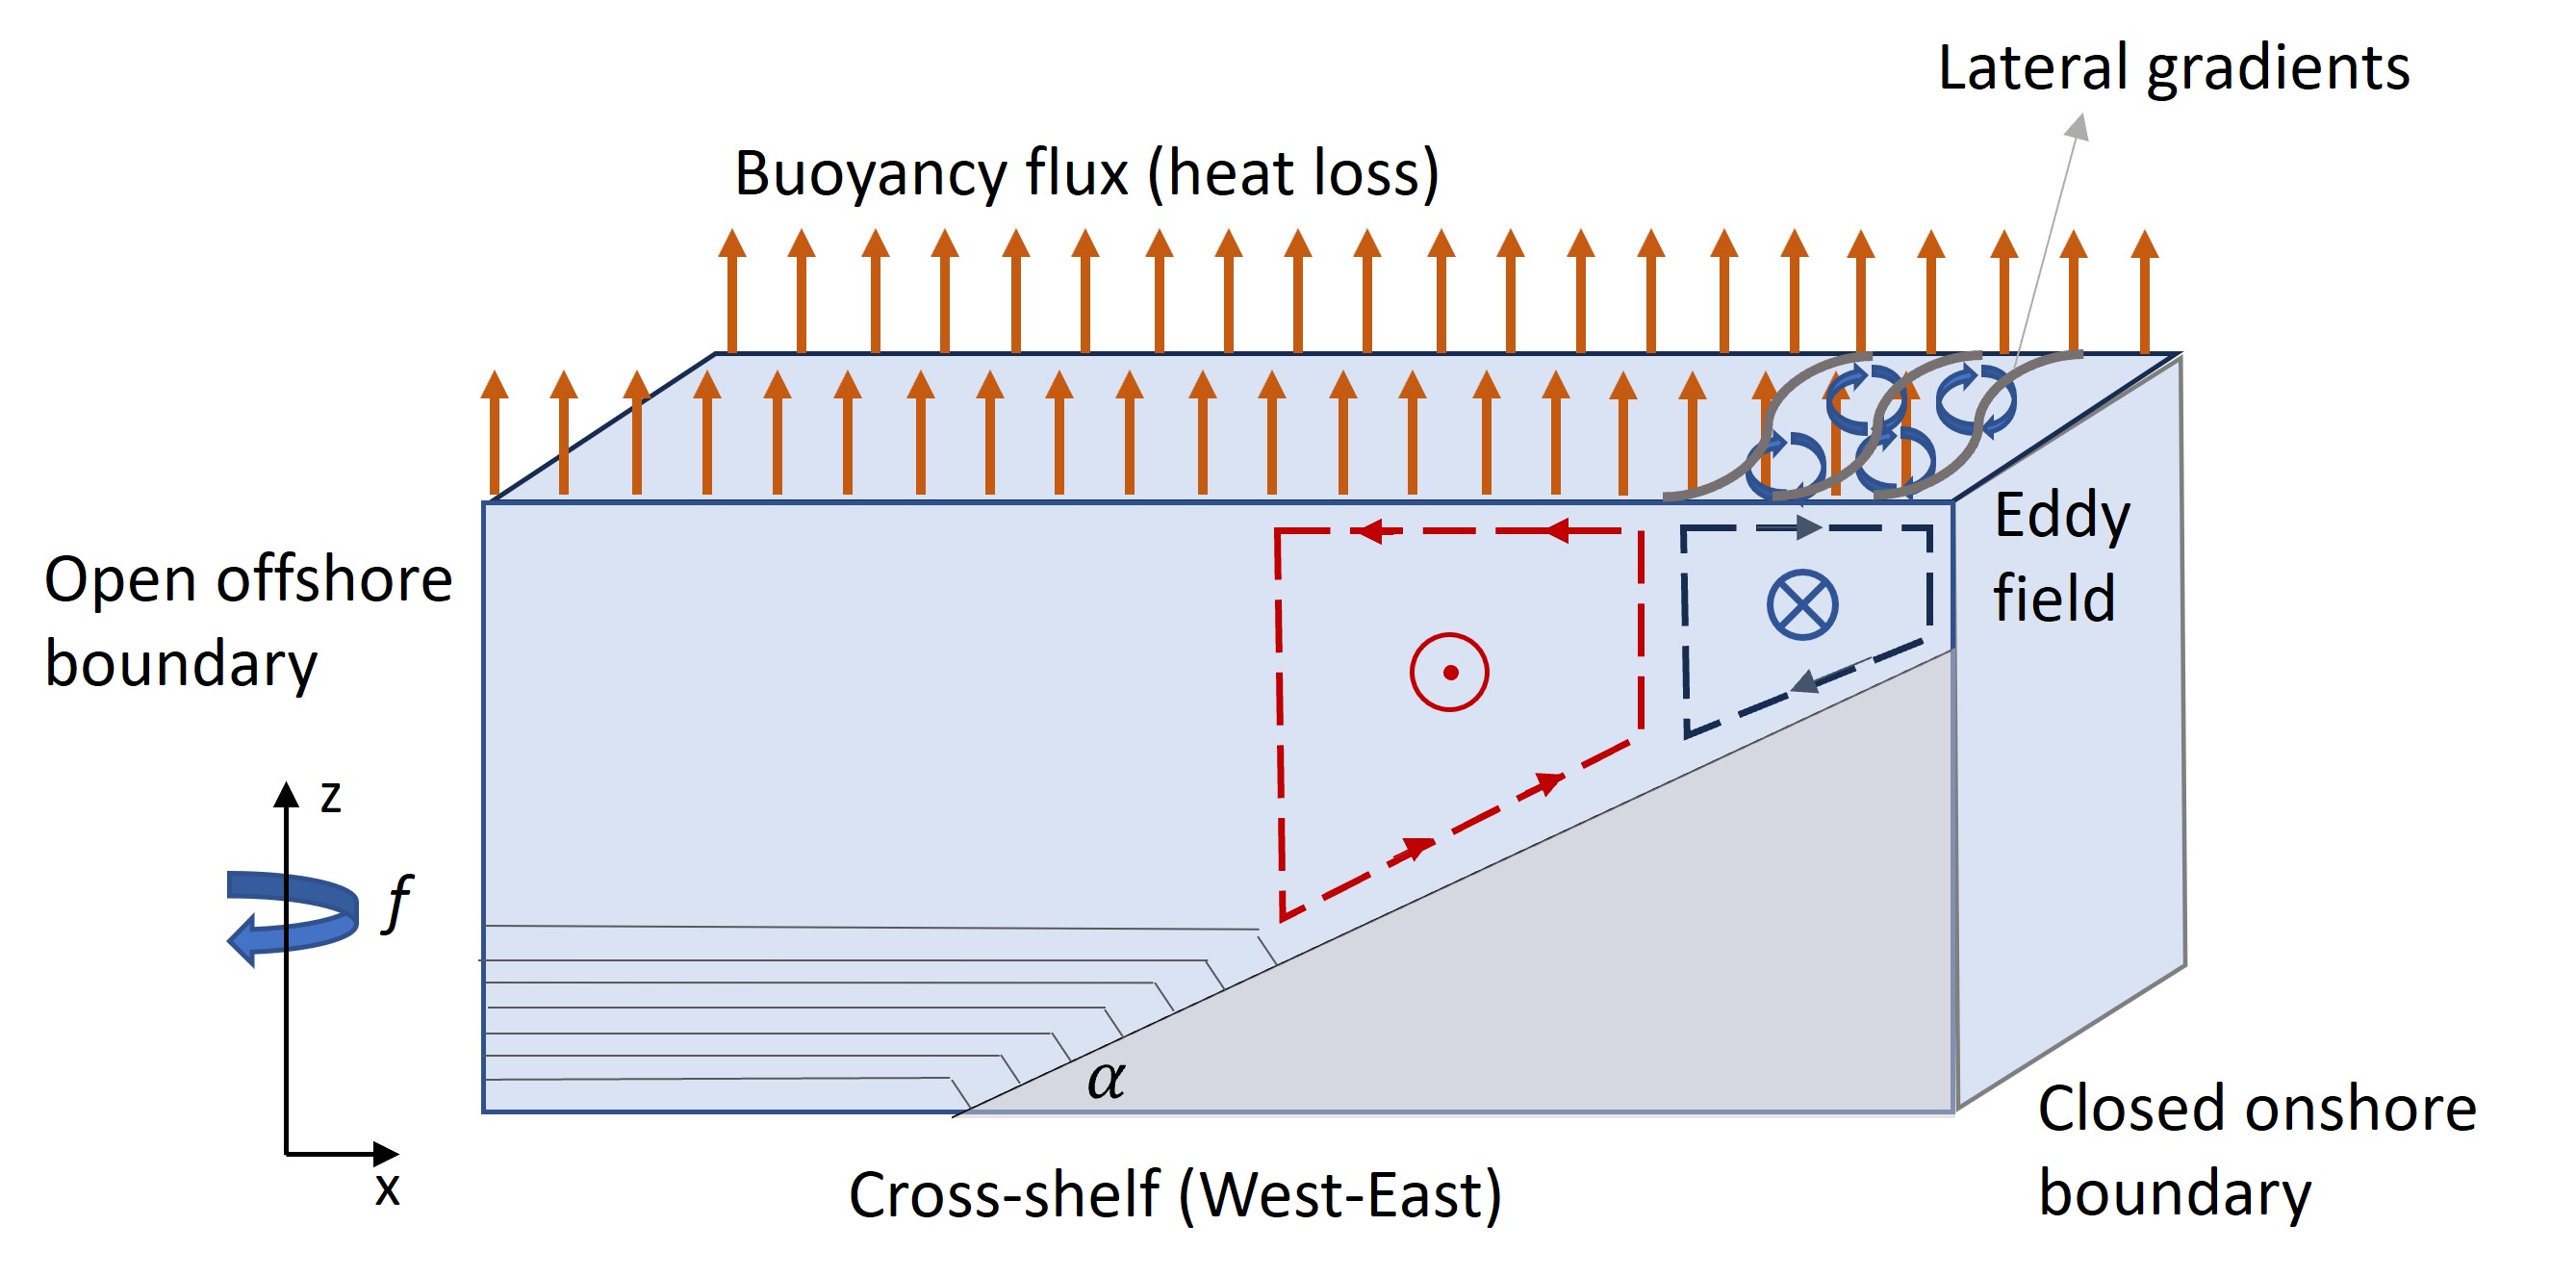 Lateral gradients
Buoyancy flux (heat loss)
Open offshore
boundary
Eddy
field
z
f
x
α
Closed onshore
boundary
Cross-shelf (West-East)